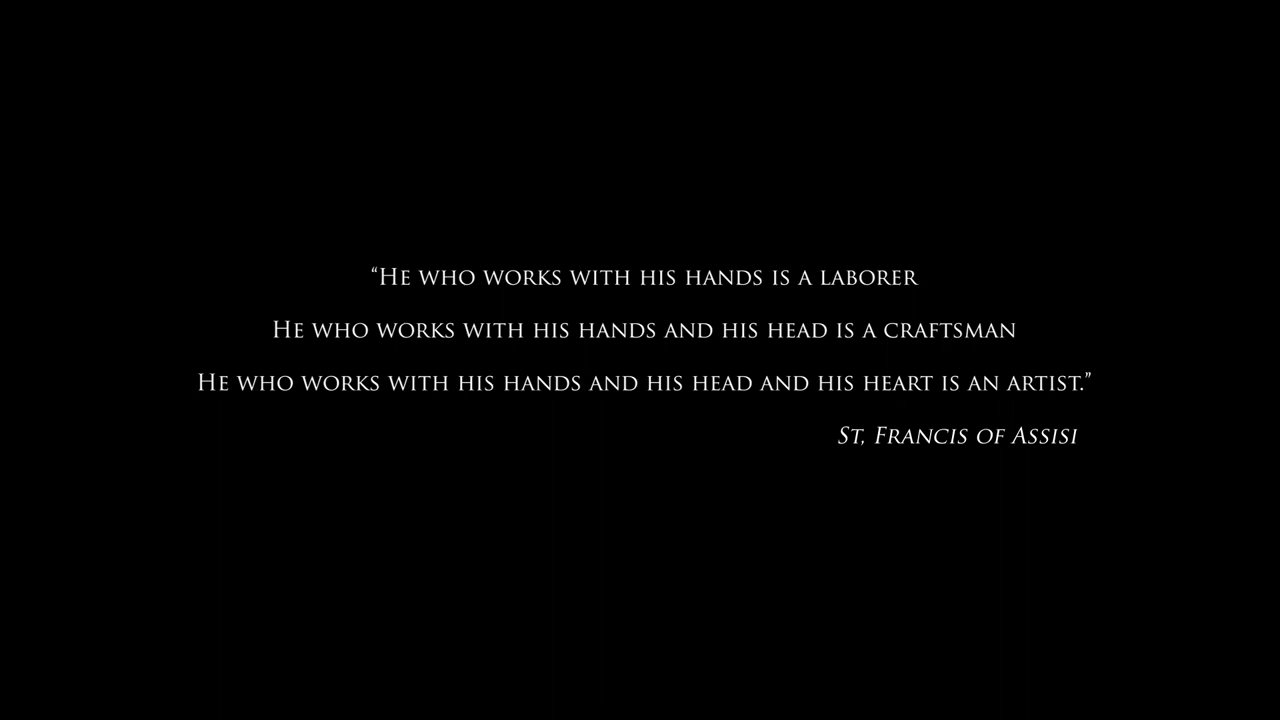 “He who works with his hands is a laborer
He who works with his hands and his head is a craftsman
He who works with his hands and his head and his heart is an artist.”
St, Francis of Assisi